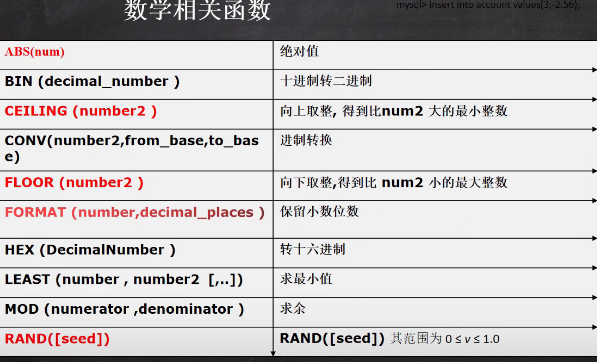 数学相关函数
mysql> insert into account values(3,-2.56);
ABS(num) 绝对值
BIN (decimal_number ) 十进制转二进制
CEILING (number2 ) 向上取整, 得到比num2 大的最小整数
CONV(number2,from_base,to_bas
e) 进制转换
FLOOR (number2 ) 向下取整,得到比 num2 小的最大整数
FORMAT (number,decimal_places ) 保留小数位数
HEX (DecimalNumber ) 转十六进制
LEAST (number , number2 [,..]) 求最小值
MOD (numerator ,denominator ) 求余
RAND([seed]) RAND([seed]) 其范围为 0 ≤ v ≤ 1.0